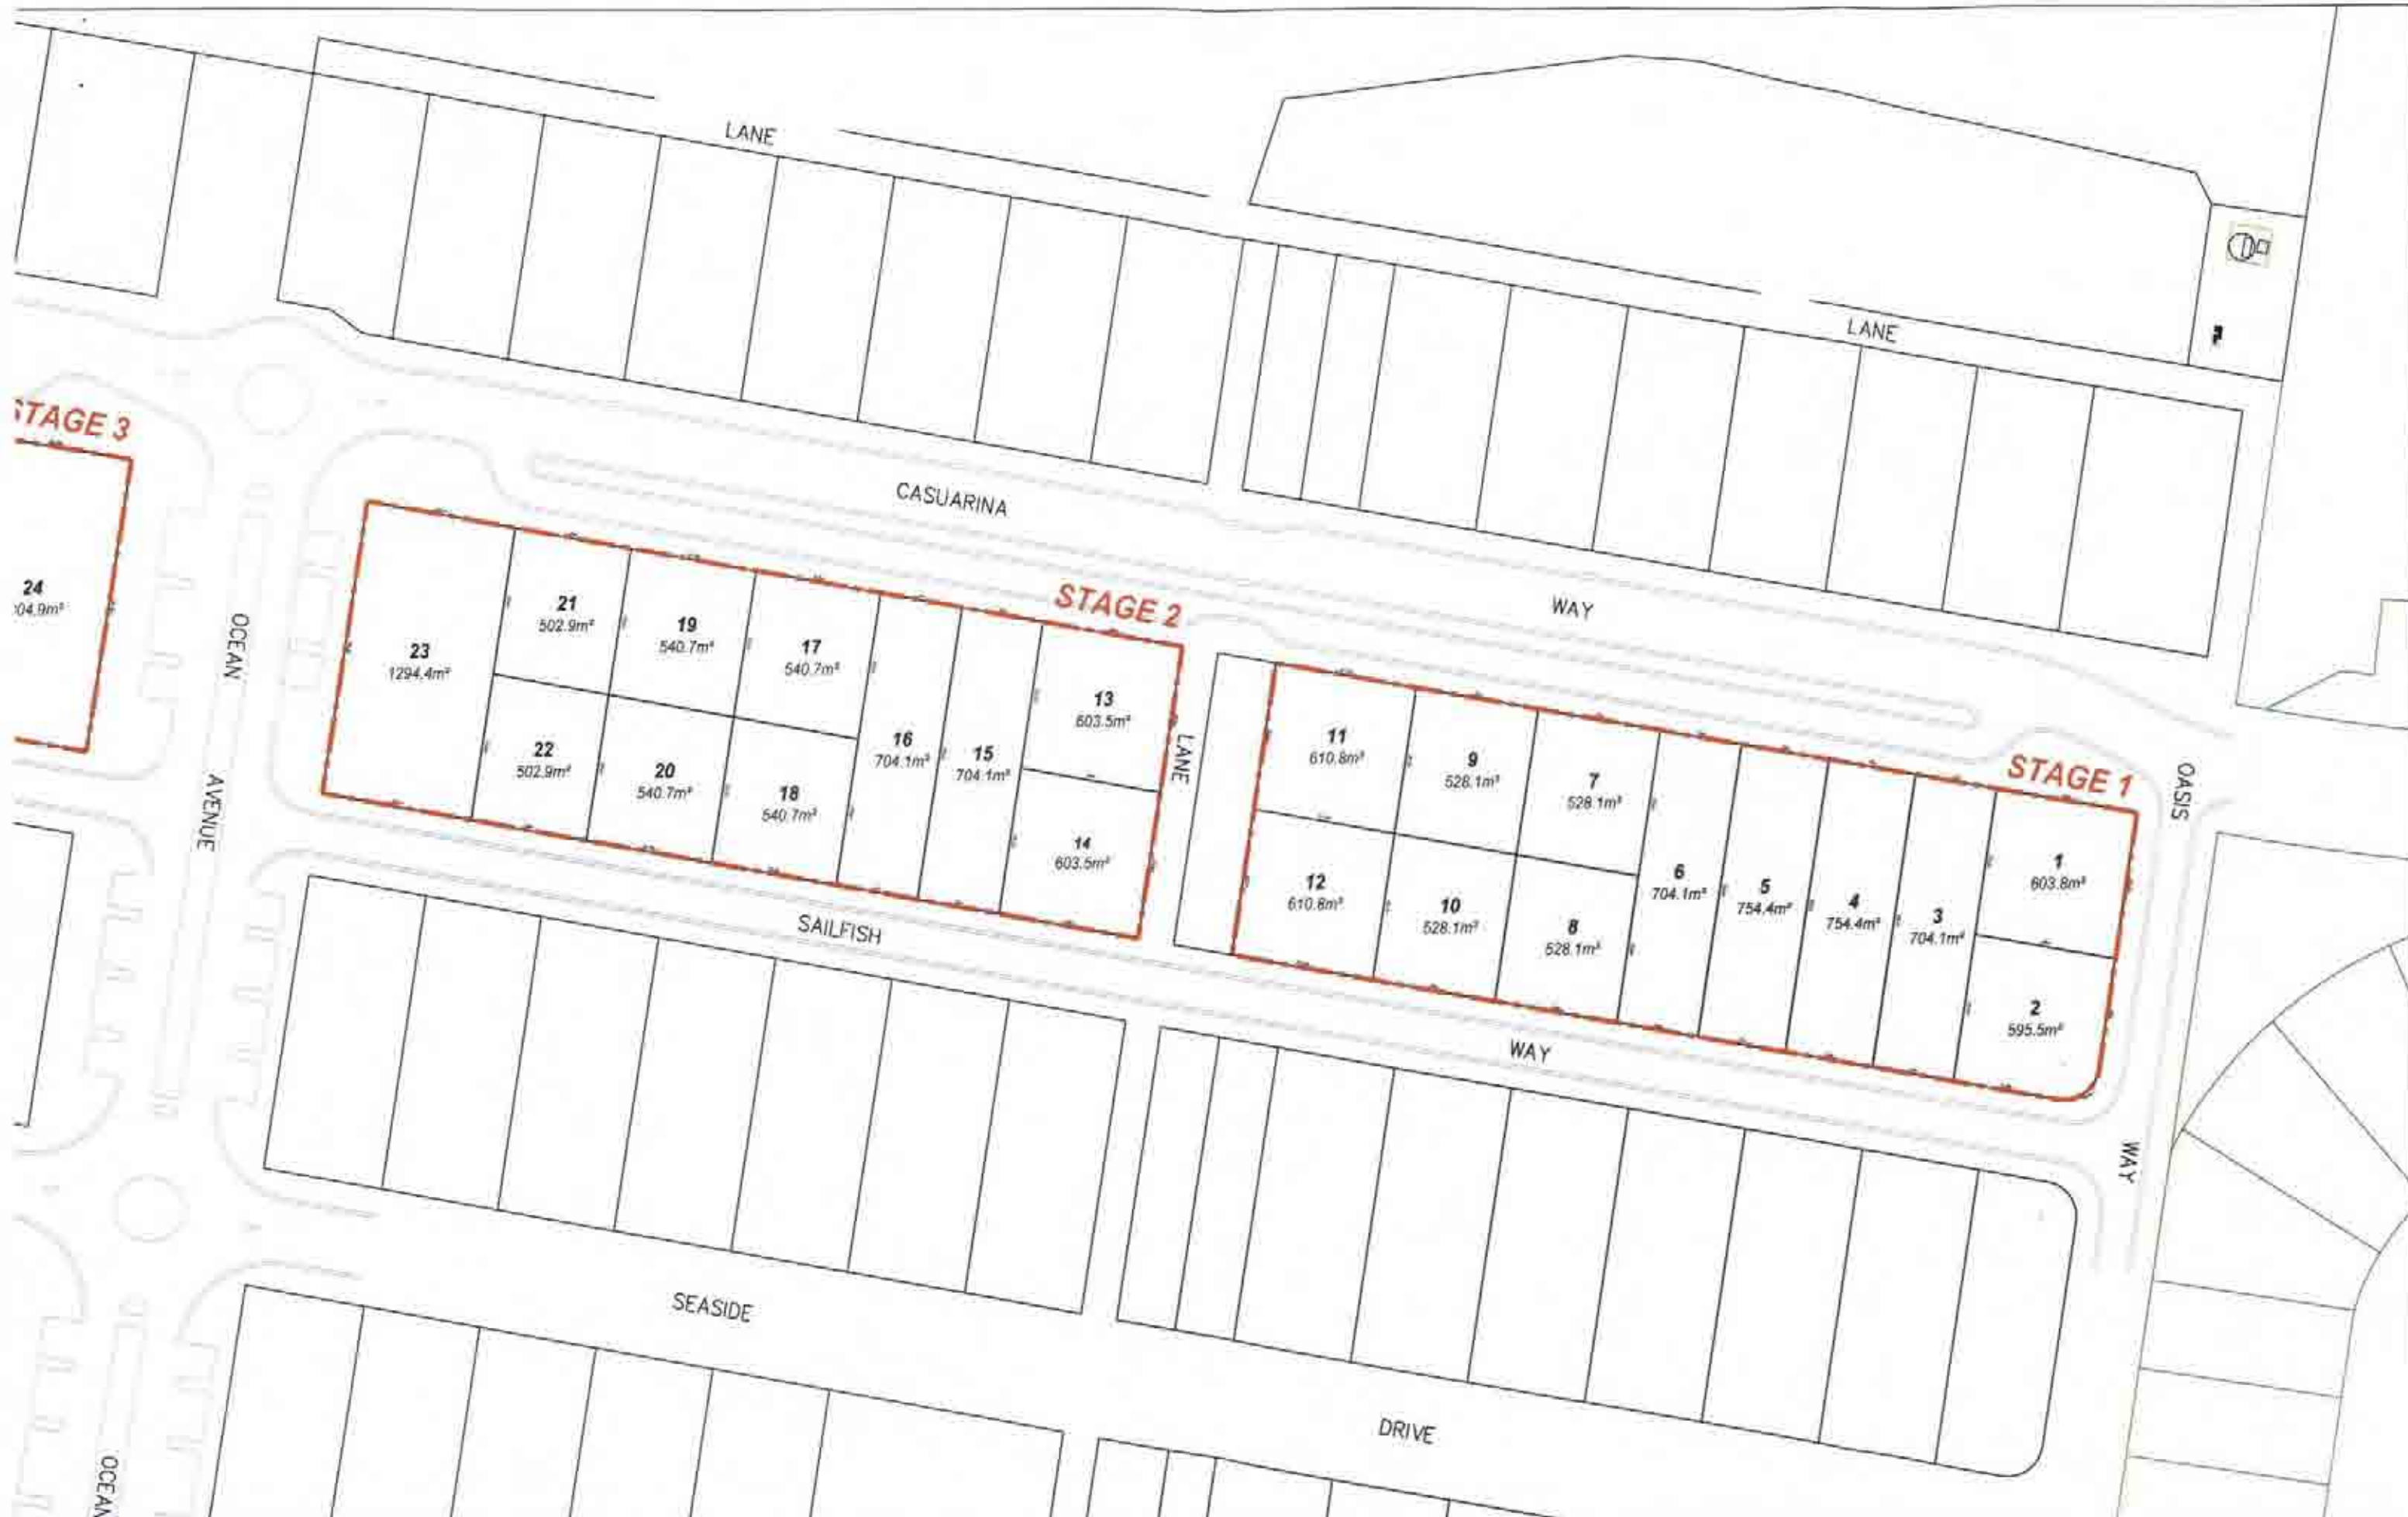 LANE
LANE
STAGE 3
24
CASUARINA
WAY
STAGE 2
STAGE 1
OCEAN
AVENUE
OASIS
WAY
LANE
23
1294.4m²
21
502.9m²
19
540.7m²
17
540.7m²
22
502.9m²
20
540.7m²
18
540.7m²
16
704.1m²
15
704.1m²
13
603.5m²
14
603.5m²
11
610.8m²
9
528.1m²
7
528.1m²
12
610.8m²
10
528.1m²
8
528.1m²
6
704.1m²
5
754.4m²
4
754.4m²
3
704.1m²
1
603.8m²
2
595.5m²
SAILFISH
WAY
SEASIDE
DRIVE
OCEAN